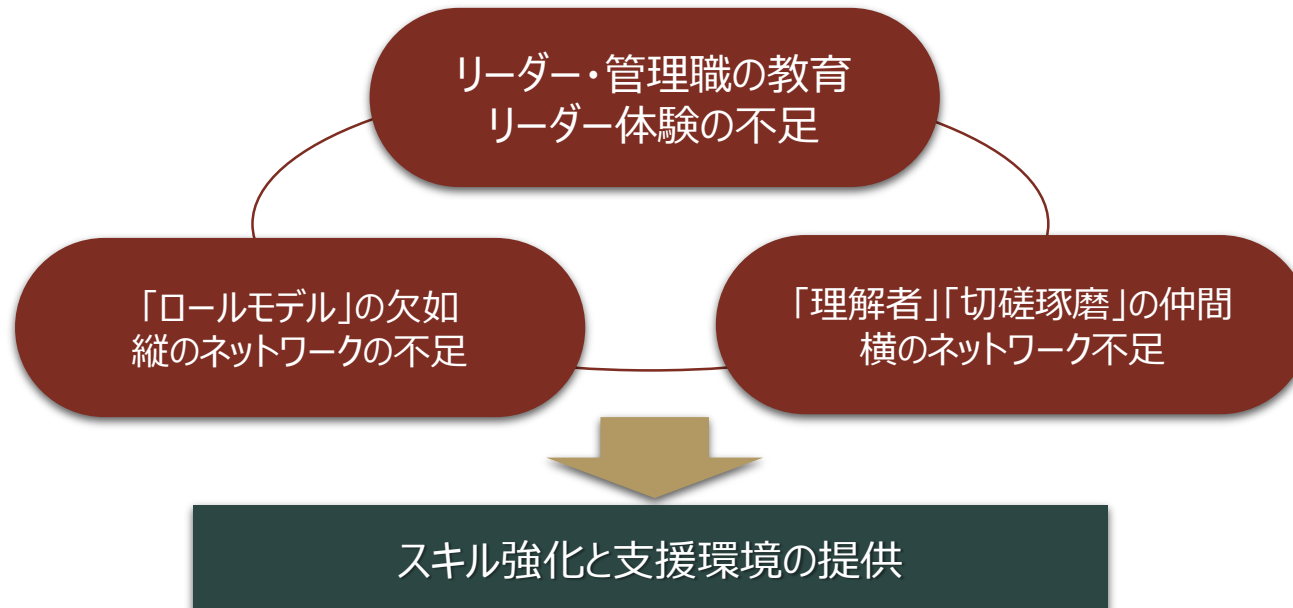 リーダー・管理職の教育
リーダー体験の不足
「ロールモデル」の欠如
縦のネットワークの不足
「理解者」「切磋琢磨」の仲間
横のネットワーク不足
スキル強化と支援環境の提供